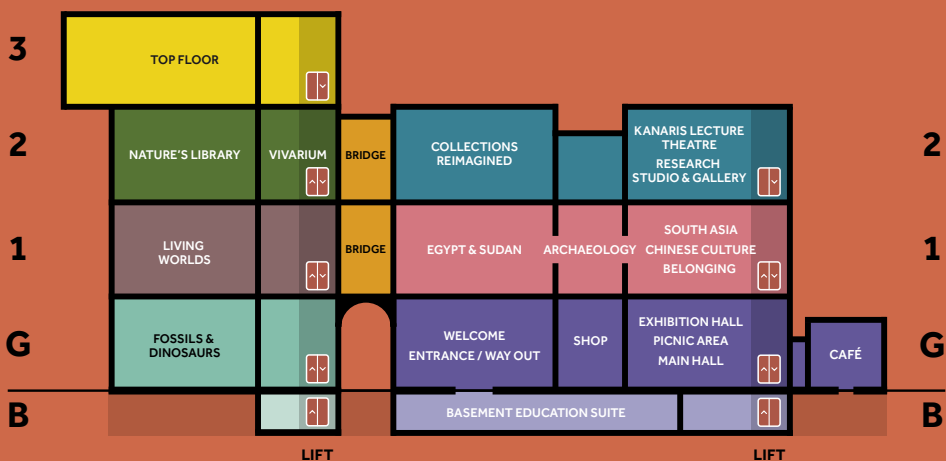 3
TOP FLOOR
2
NATURE'S LIBRARY
VIVARIUM
BRIDGE
COLLECTIONS
REIMAGINED
KANARIS LECTURE
THEATRE
RESEARCH
STUDIO & GALLERY
2
1
LIVING
WORLDS
BRIDGE
EGYPT & SUDAN
ARCHAEOLOGY
SOUTH ASIA
CHINESE CULTURE
BELONGING
1
G
FOSSILS &
DINOSAURS
WELCOME
ENTRANCE / WAY OUT
SHOP
EXHIBITION HALL
PICNIC AREA
MAIN HALL
CAFÉ
G
B
BASEMENT EDUCATION SUITE
B
LIFT
LIFT